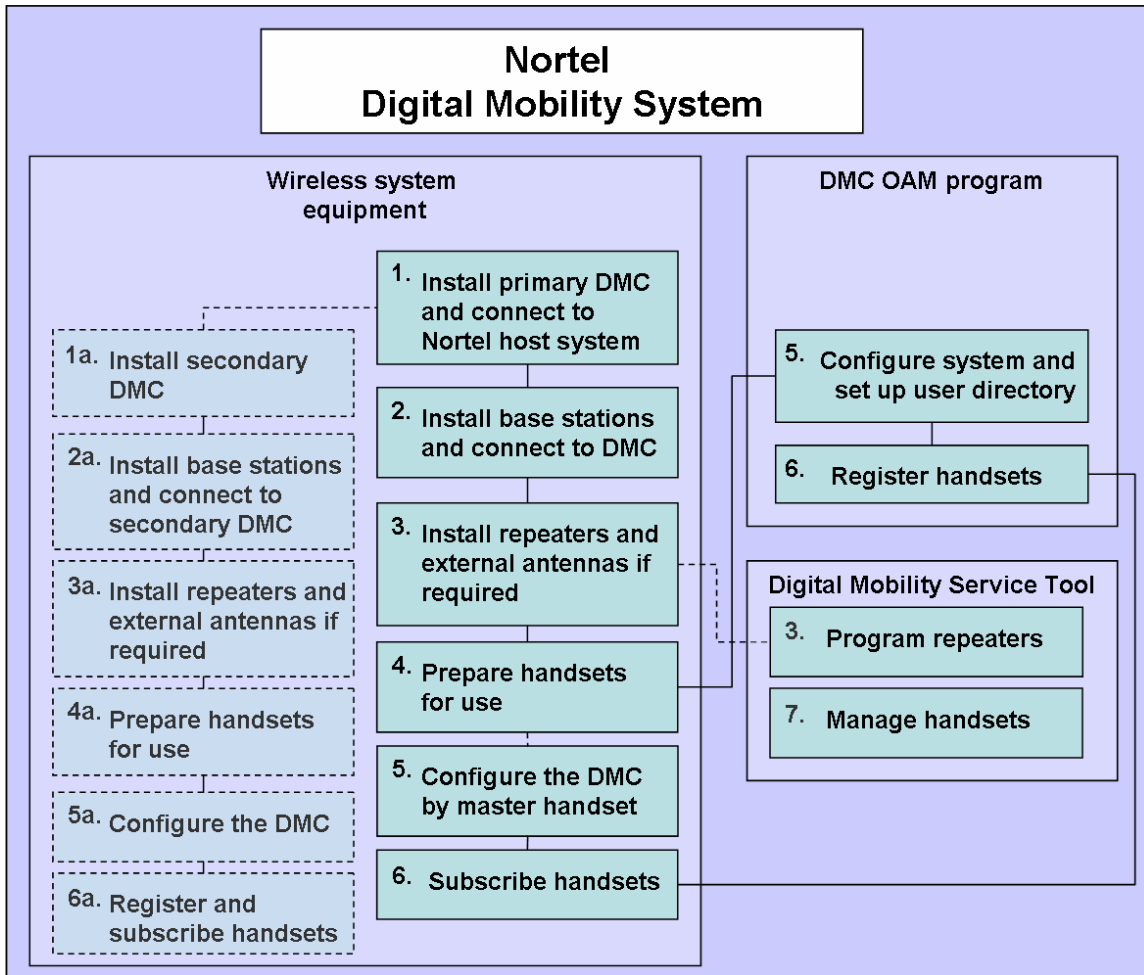 Nortel
Digital Mobility System
Wireless system
equipment
1. Install primary DMC
and connect to
Nortel host system
2. Install base stations
and connect to DMC
3. Install repeaters and
external antennas if
required
4. Prepare handsets
for use
5. Configure the DMC
by master handset
6. Subscribe handsets
1a. Install secondary
DMC
2a. Install base stations
and connect to
secondary DMC
3a. Install repeaters and
external antennas if
required
4a. Prepare handsets
for use
5a. Configure the DMC
6a. Register and
subscribe handsets
DMC OAM program
5. Configure system and
set up user directory
6. Register handsets
Digital Mobility Service Tool
3. Program repeaters
7. Manage handsets